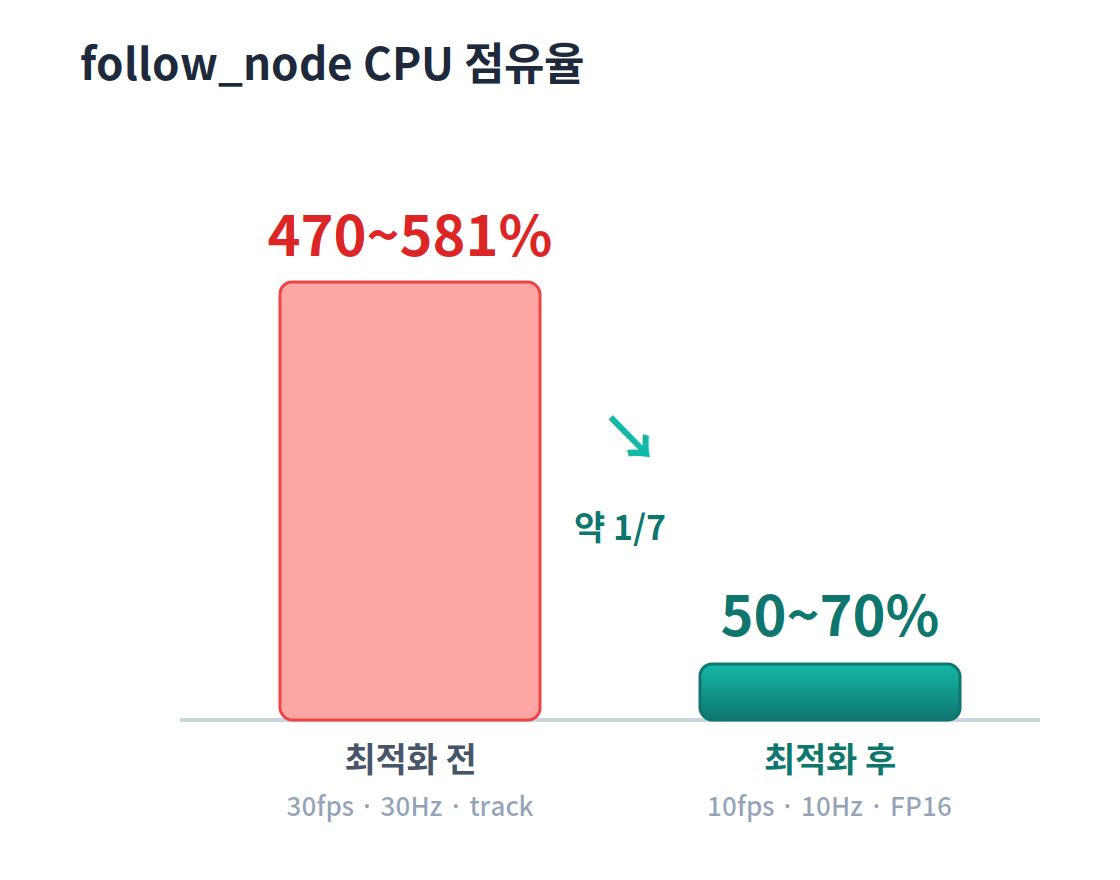 follow_node CPU 점유율
470~581%
↘
약 1/7
50~70%
최적화 전
30fps · 30Hz · track
최적화 후
10fps · 10Hz · FP16